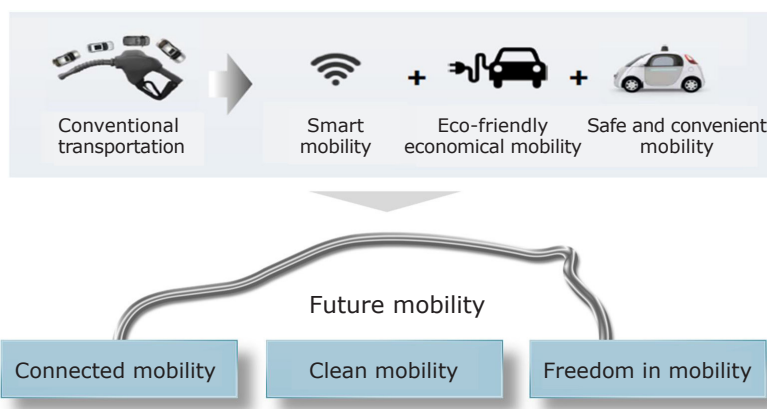 Conventional
transportation
Smart
mobility
Eco-friendly
economical mobility
Safe and convenient
mobility
Future mobility
Connected mobility
Clean mobility
Freedom in mobility